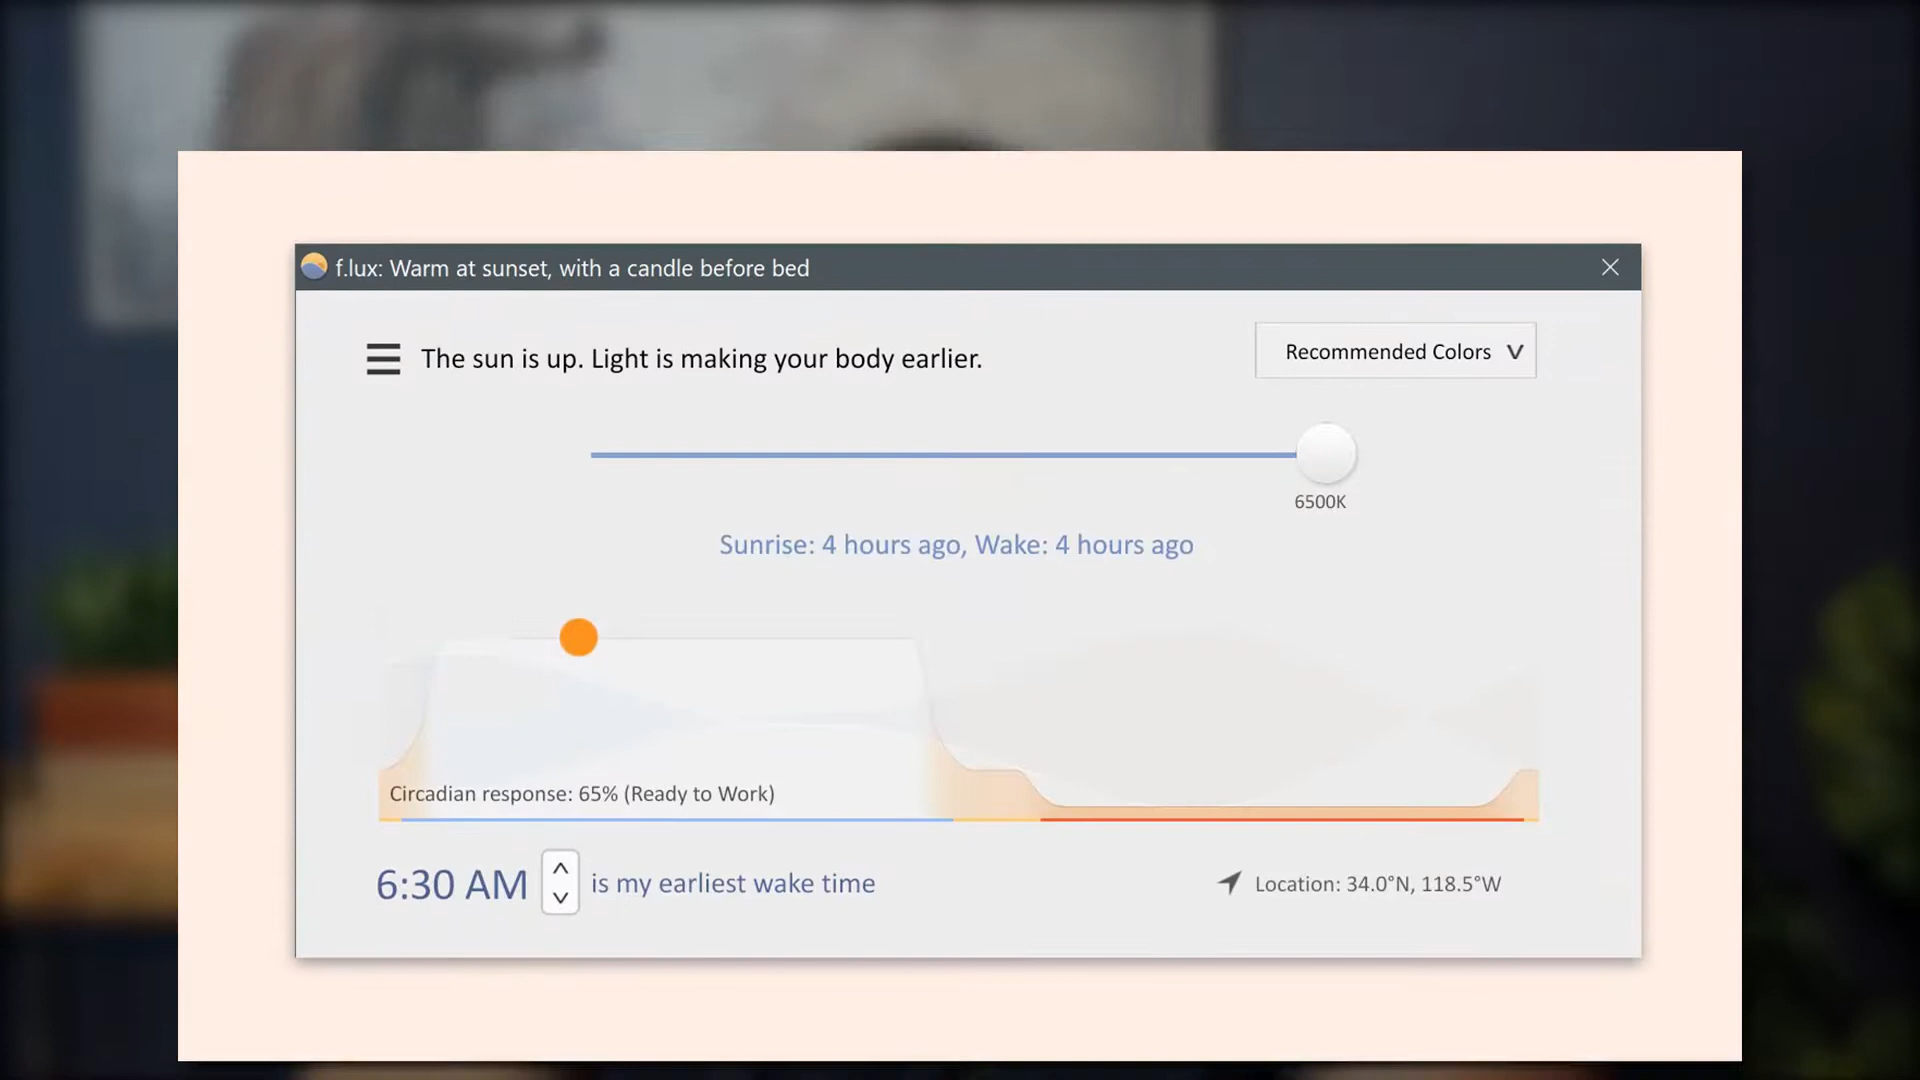 f.lux: Warm at sunset, with a candle before bed
The sun is up. Light is making your body earlier.
Recommended Colors
6500K
Sunrise: 4 hours ago, Wake: 4 hours ago
Circadian response: 65% (Ready to Work)
6:30 AM is my earliest wake time
Location: 34.0°N, 118.5°W